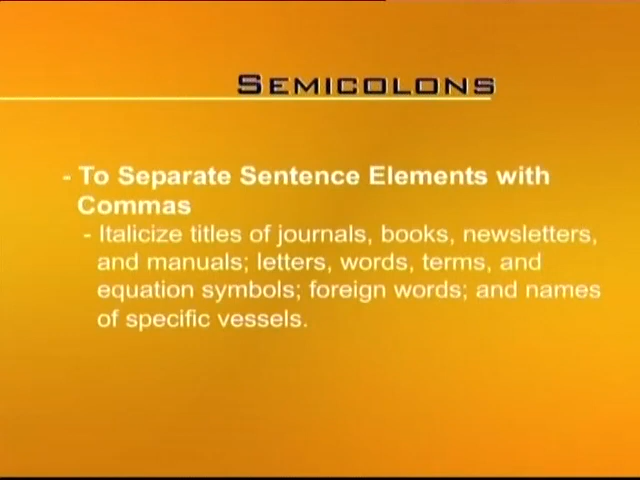 SEMICOLONS
- To Separate Sentence Elements with
Commas
- Italicize titles of journals, books, newsletters,
and manuals; letters, words, terms, and
equation symbols; foreign words; and names
of specific vessels.